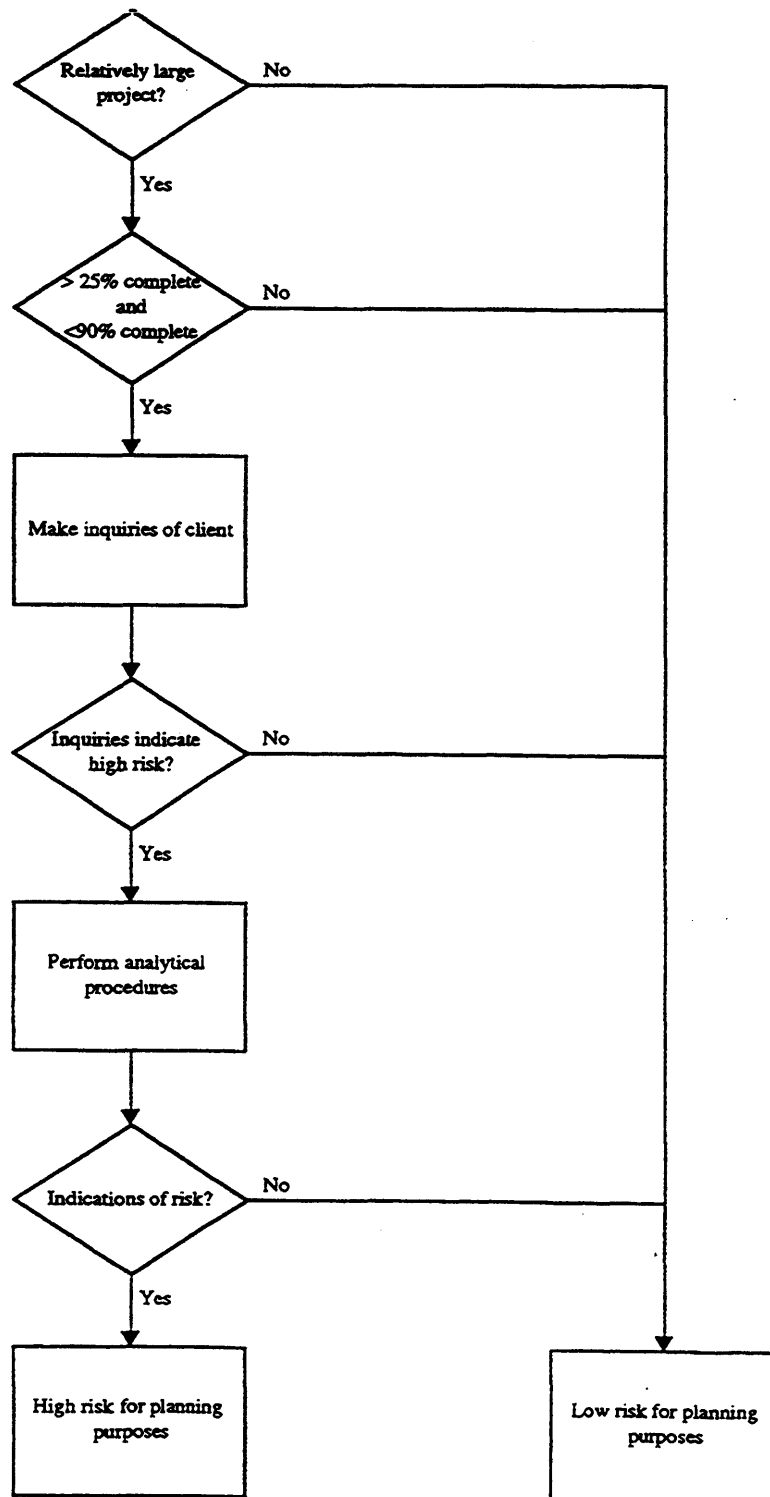 Relatively large
project?
No
Yes
> 25% complete
and
<90% complete
No
Yes
Make inquiries of client
Inquiries indicate
high risk?
No
Yes
Perform analytical
procedures
Indications of risk?
No
Yes
High risk for planning
purposes
Low risk for planning
purposes